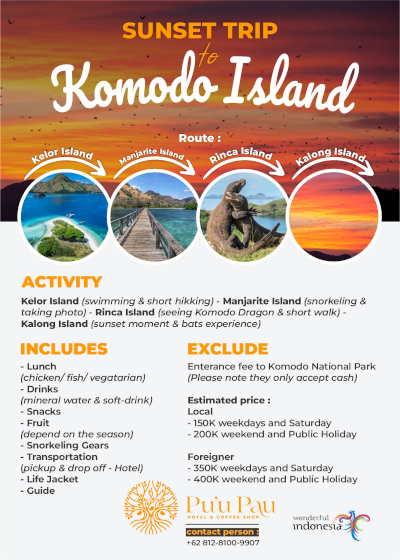 SUNSET TRIP
to
Komodo Island
Route :
Kelor Island
Manjarite Island
Rinca Island
Kalong Island
ACTIVITY
Kelor Island (swimming & short hikking) - Manjarite Island (snorkeling &
taking photo) - Rinca Island (seeing Komodo Dragon & short walk) -
Kalong Island (sunset moment & bats experience)
INCLUDES
- Lunch
(chicken/ fish/ vegatarian)
- Drinks
(mineral water & soft-drink)
- Snacks
- Fruit
(depend on the season)
- Snorkeling Gears
- Transportation
(pickup & drop off - Hotel)
- Life Jacket
- Guide
EXCLUDE
Enterance fee to Komodo National Park
(Please note they only accept cash)
Estimated price :
Local
- 150K weekdays and Saturday
- 200K weekend and Public Holiday
Foreigner
- 350K weekdays and Saturday
- 400K weekend and Public Holiday
Pu'u Pau
HOTEL & COFFEE SHOP
contact person :
+62 812-8100-9907
wonderful
indonesia